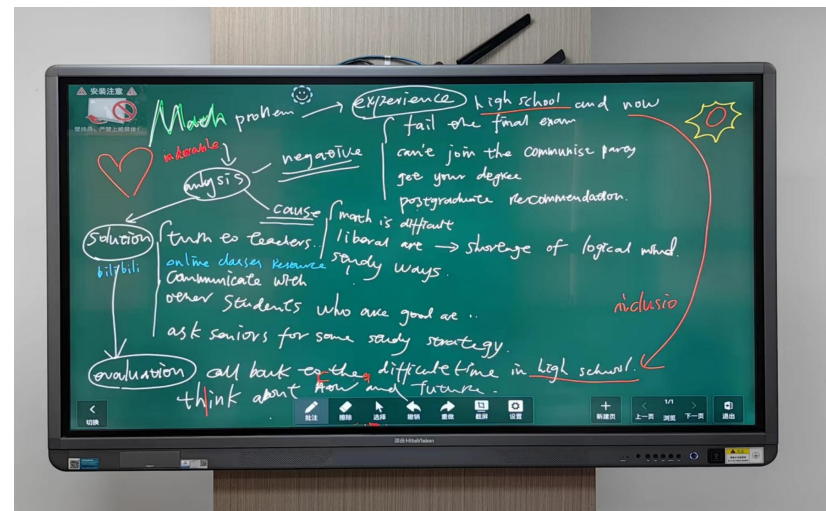 安装注意
Math problem → experience high school and now
fail the final exam
can't join the communist party
get your degree
postgraduate recommendation.
negative
cause
math is difficult
liberal art → shortage of logical mind.
study ways.
solution
bilibili
turn to teachers..
online classes resource
Communicate with
other students who are good at ..
ask seniors for some study strategy.
evaluation call back to the difficult time in high school.
think about now and future.
切换
批注
擦除
选择
撤销
重做
截屏
设置
新建页
上一页
1/1
浏览
下一页
退出
HiteVision